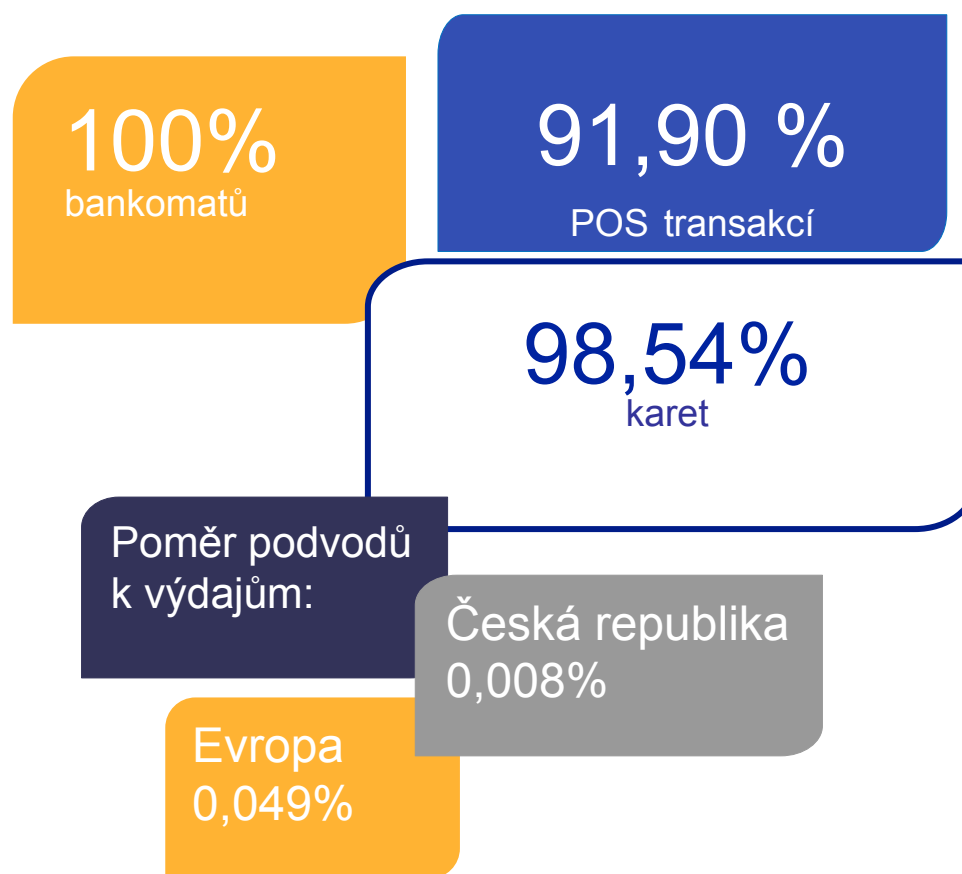 100%
bankomatů
91,90 %
POS transakcí
98,54%
karet
Poměr podvodů
k výdajům:
Česká republika
0,008%
Evropa
0,049%